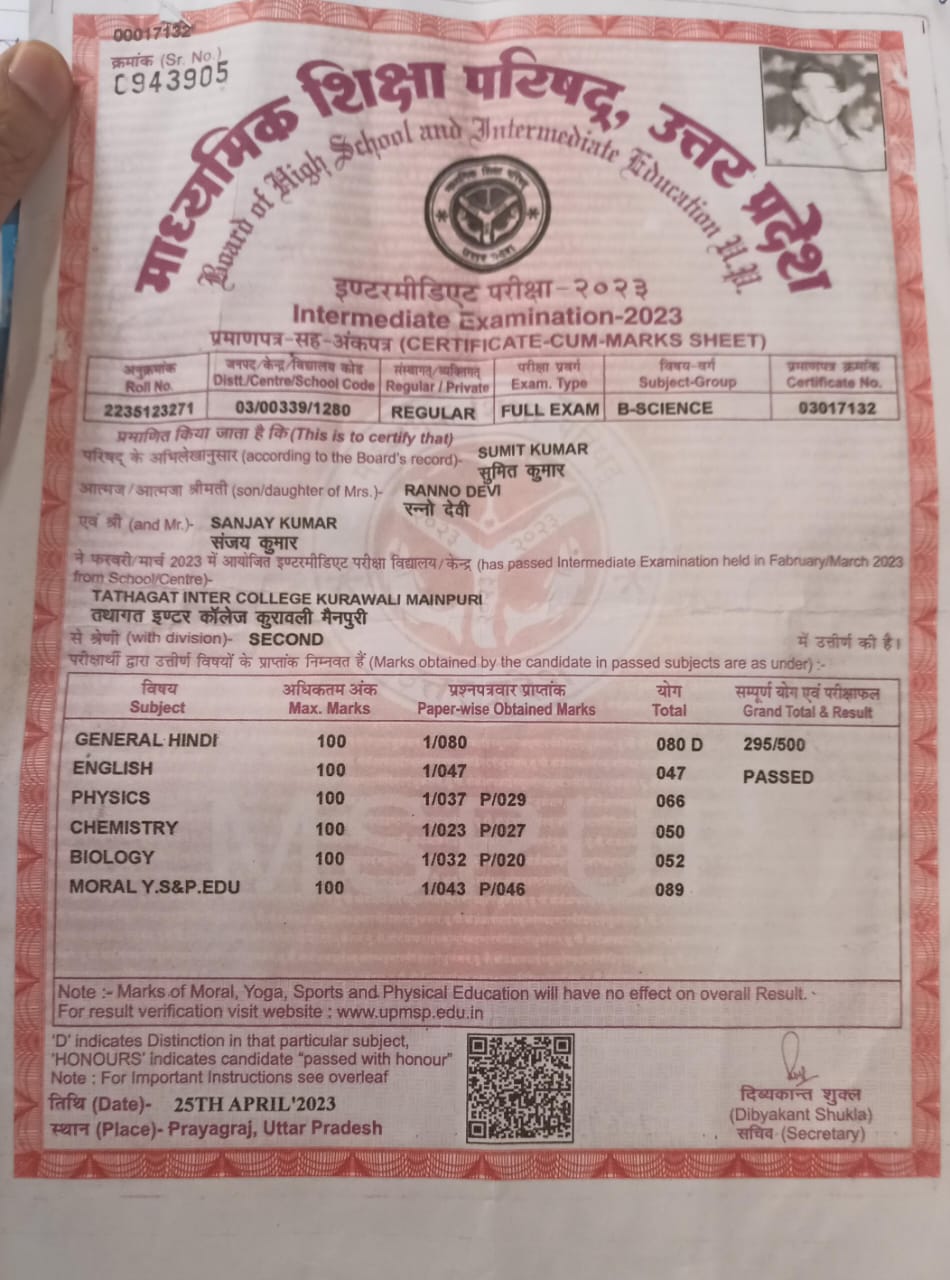 00017132
क्रमांक (Sr. No.)
C943905
माध्यमिक शिक्षा परिषद्, उत्तर प्रदेश
Board of High School and Intermediate Education U.P.
इण्टरमीडिएट परीक्षा-२०२३
Intermediate Examination-2023
प्रमाणपत्र-सह-अंकपत्र (CERTIFICATE-CUM-MARKS SHEET)
अनुक्रमांक जनपद/केन्द्र/विद्यालय कोड संस्थागत/व्यक्तिगत परीक्षा प्रवर्ग विषय-वर्ग प्रमाणपत्र क्रमांक
Roll No. Distt./Centre/School Code Regular / Private Exam. Type Subject-Group Certificate No.
2235123271 03/00339/1280 REGULAR FULL EXAM B-SCIENCE 03017132
प्रमाणित किया जाता है कि (This is to certify that)
परिषद् के अभिलेखानुसार (according to the Board's record)- SUMIT KUMAR
सुमित कुमार
आत्मज/आत्मजा श्रीमती (son/daughter of Mrs.)- RANNO DEVI
रन्नो देवी
एवं श्री (and Mr.)- SANJAY KUMAR
संजय कुमार
ने फरवरी/मार्च 2023 में आयोजित इण्टरमीडिएट परीक्षा विद्यालय/केन्द्र (has passed Intermediate Examination held in Fabruary/March 2023
from School/Centre)-
TATHAGAT INTER COLLEGE KURAWALI MAINPURI
तथागत इण्टर कॉलेज कुरावली मैनपुरी
से श्रेणी (with division)- SECOND में उत्तीर्ण की है।
परीक्षार्थी द्वारा उत्तीर्ण विषयों के प्राप्तांक निम्नवत हैं (Marks obtained by the candidate in passed subjects are as under) :-
विषय अधिकतम अंक प्रश्नपत्रवार प्राप्तांक योग सम्पूर्ण योग एवं परीक्षाफल
Subject Max. Marks Paper-wise Obtained Marks Total Grand Total & Result
GENERAL HINDI 100 1/080 080 D 295/500
ENGLISH 100 1/047 047 PASSED
PHYSICS 100 1/037 P/029 066
CHEMISTRY 100 1/023 P/027 050
BIOLOGY 100 1/032 P/020 052
MORAL Y.S&P.EDU 100 1/043 P/046 089
Note :- Marks of Moral, Yoga, Sports and Physical Education will have no effect on overall Result.
For result verification visit website : www.upmsp.edu.in
'D' indicates Distinction in that particular subject,
'HONOURS' indicates candidate "passed with honour"
Note : For Important Instructions see overleaf
तिथि (Date)- 25TH APRIL'2023
स्थान (Place)- Prayagraj, Uttar Pradesh
दिव्यकान्त शुक्ल
(Dibyakant Shukla)
सचिव (Secretary)